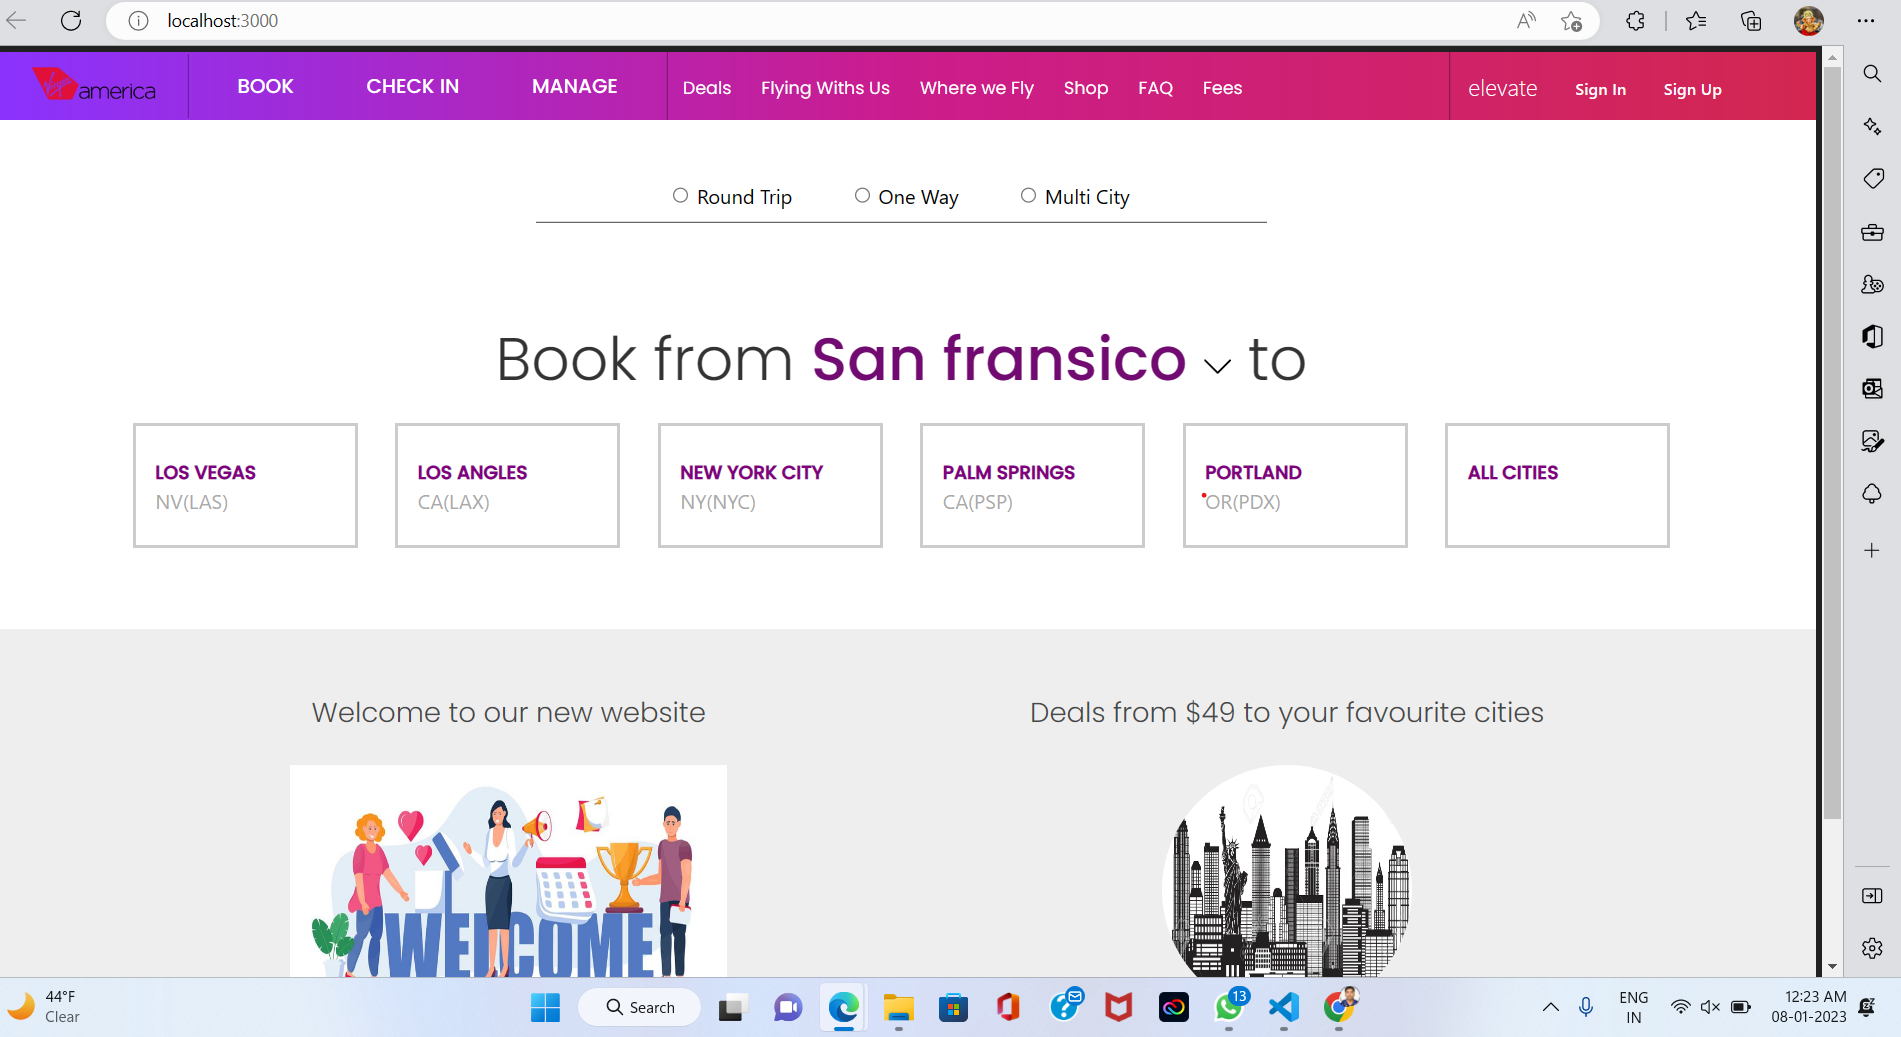 localhost:3000
Virgin america
BOOK CHECK IN MANAGE Deals Flying Withs Us Where we Fly Shop FAQ Fees elevate Sign In Sign Up
Round Trip One Way Multi City
Book from San fransico to
LOS VEGAS
NV(LAS)
LOS ANGLES
CA(LAX)
NEW YORK CITY
NY(NYC)
PALM SPRINGS
CA(PSP)
PORTLAND
OR(PDX)
ALL CITIES
Welcome to our new website
WELCOME
Deals from $49 to your favourite cities
44°F
Clear
Search
13
ENG
IN
12:23 AM
08-01-2023